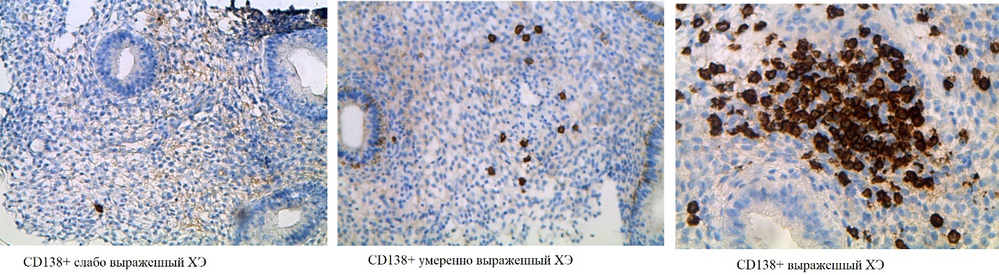 CD138+ слабо выраженный ХЭ
CD138+ умеренно выраженный ХЭ
CD138+ выраженный ХЭ